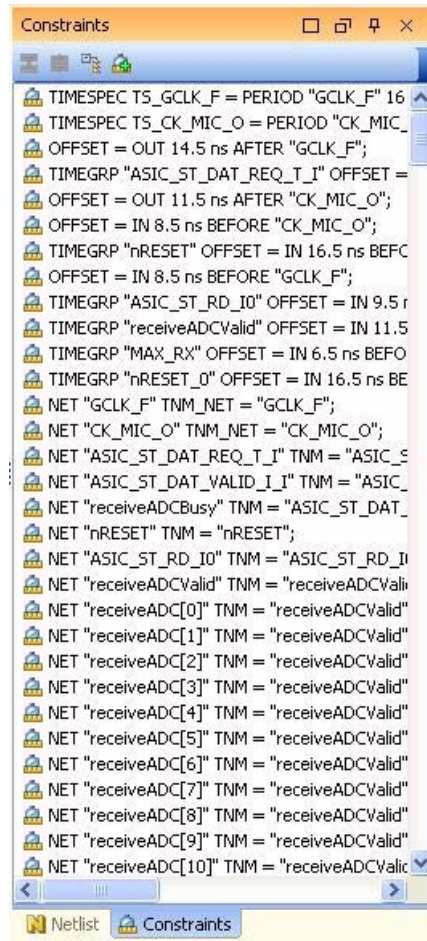 Constraints
TIMESPEC TS_GCLK_F = PERIOD "GCLK_F" 16
TIMESPEC TS_CK_MIC_O = PERIOD "CK_MIC_
OFFSET = OUT 14.5 ns AFTER "GCLK_F";
TIMEGRP "ASIC_ST_DAT_REQ_T_I" OFFSET =
OFFSET = OUT 11.5 ns AFTER "CK_MIC_O";
OFFSET = IN 8.5 ns BEFORE "CK_MIC_O";
TIMEGRP "nRESET" OFFSET = IN 16.5 ns BEFO
OFFSET = IN 8.5 ns BEFORE "GCLK_F";
TIMEGRP "ASIC_ST_RD_I0" OFFSET = IN 9.5 n
TIMEGRP "receiveADCValid" OFFSET = IN 11.5
TIMEGRP "MAX_RX" OFFSET = IN 6.5 ns BEFO
TIMEGRP "nRESET_0" OFFSET = IN 16.5 ns BE
NET "GCLK_F" TNM_NET = "GCLK_F";
NET "CK_MIC_O" TNM_NET = "CK_MIC_O";
NET "ASIC_ST_DAT_REQ_T_I" TNM = "ASIC_S
NET "ASIC_ST_DAT_VALID_I_I" TNM = "ASIC_
NET "receiveADCBusy" TNM = "ASIC_ST_DAT_
NET "nRESET" TNM = "nRESET";
NET "ASIC_ST_RD_I0" TNM = "ASIC_ST_RD_I0
NET "receiveADCValid" TNM = "receiveADCVali
NET "receiveADC[0]" TNM = "receiveADCValid"
NET "receiveADC[1]" TNM = "receiveADCValid"
NET "receiveADC[2]" TNM = "receiveADCValid"
NET "receiveADC[3]" TNM = "receiveADCValid"
NET "receiveADC[4]" TNM = "receiveADCValid"
NET "receiveADC[5]" TNM = "receiveADCValid"
NET "receiveADC[6]" TNM = "receiveADCValid"
NET "receiveADC[7]" TNM = "receiveADCValid"
NET "receiveADC[8]" TNM = "receiveADCValid"
NET "receiveADC[9]" TNM = "receiveADCValid"
NET "receiveADC[10]" TNM = "receiveADCValid
Netlist Constraints